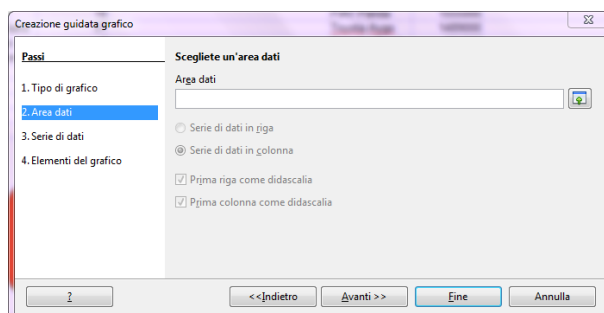 Creazione guidata grafico
Passi
1. Tipo di grafico
2. Area dati
3. Serie di dati
4. Elementi del grafico
Scegliete un'area dati
Area dati
Serie di dati in riga
Serie di dati in colonna
Prima riga come didascalia
Prima colonna come didascalia
? <<Indietro Avanti >> Fine Annulla